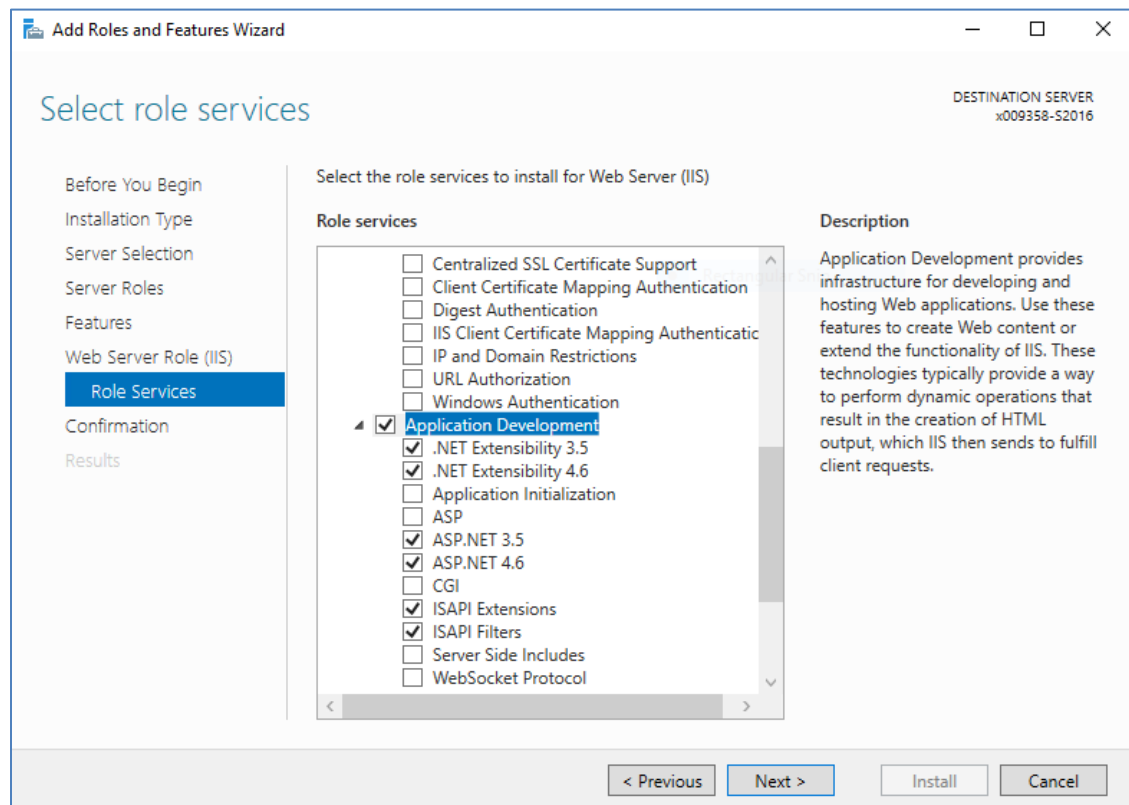 Add Roles and Features Wizard
Select role services
DESTINATION SERVER
x009358-S2016
Before You Begin
Installation Type
Server Selection
Server Roles
Features
Web Server Role (IIS)
Role Services
Confirmation
Results
Select the role services to install for Web Server (IIS)
Role services
Centralized SSL Certificate Support
Client Certificate Mapping Authentication
Digest Authentication
IIS Client Certificate Mapping Authenticatic
IP and Domain Restrictions
URL Authorization
Windows Authentication
Application Development
.NET Extensibility 3.5
.NET Extensibility 4.6
Application Initialization
ASP
ASP.NET 3.5
ASP.NET 4.6
CGI
ISAPI Extensions
ISAPI Filters
Server Side Includes
WebSocket Protocol
Description
Application Development provides
infrastructure for developing and
hosting Web applications. Use these
features to create Web content or
extend the functionality of IIS. These
technologies typically provide a way
to perform dynamic operations that
result in the creation of HTML
output, which IIS then sends to fulfill
client requests.
< Previous
Next >
Install
Cancel